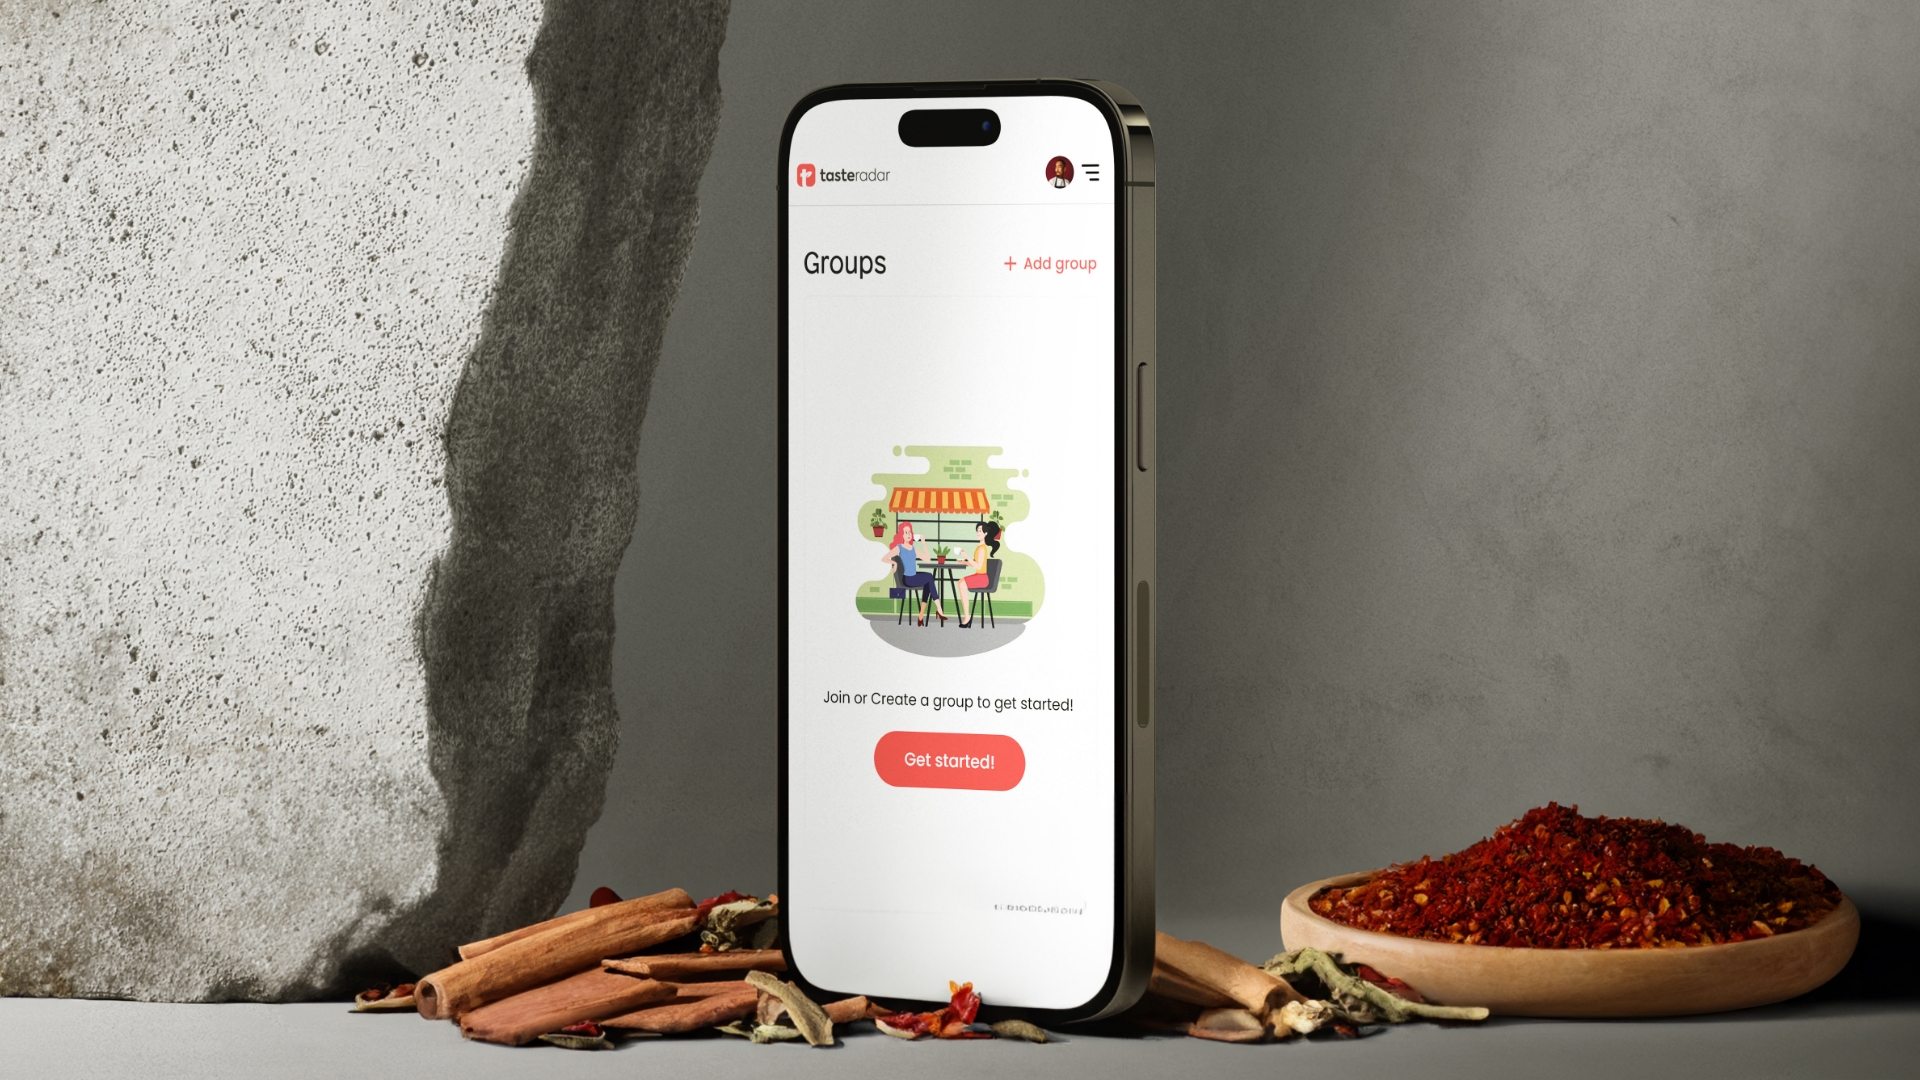 tasteradar
Groups
+ Add group
Join or Create a group to get started!
Get started!